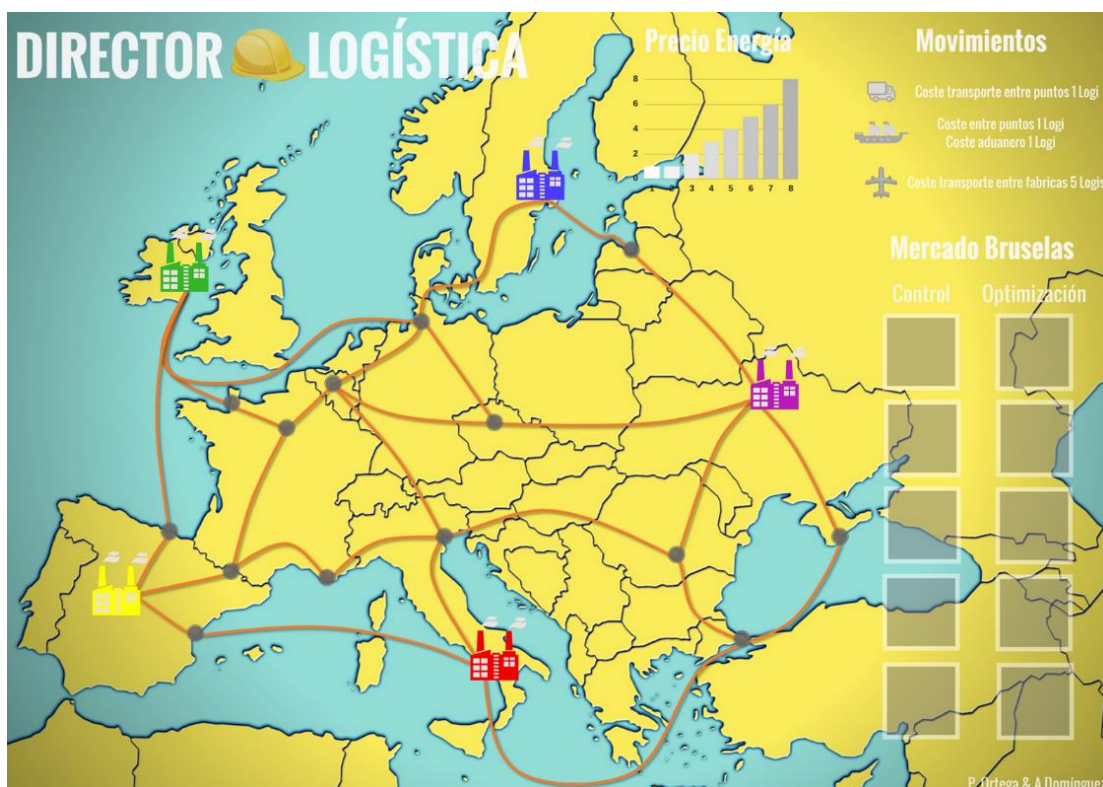 DIRECTOR LOGÍSTICA
Precio Energía
8
6
4
2
1 2 3 4 5 6 7 8
Movimientos
Coste transporte entre puntos 1 Logi
Coste entre puntos 1 Logi
Coste aduanero 1 Logi
Coste transporte entre fabricas 5 Logis
Mercado Bruselas
Control Optimización
P. Ortega & A.Domínguez